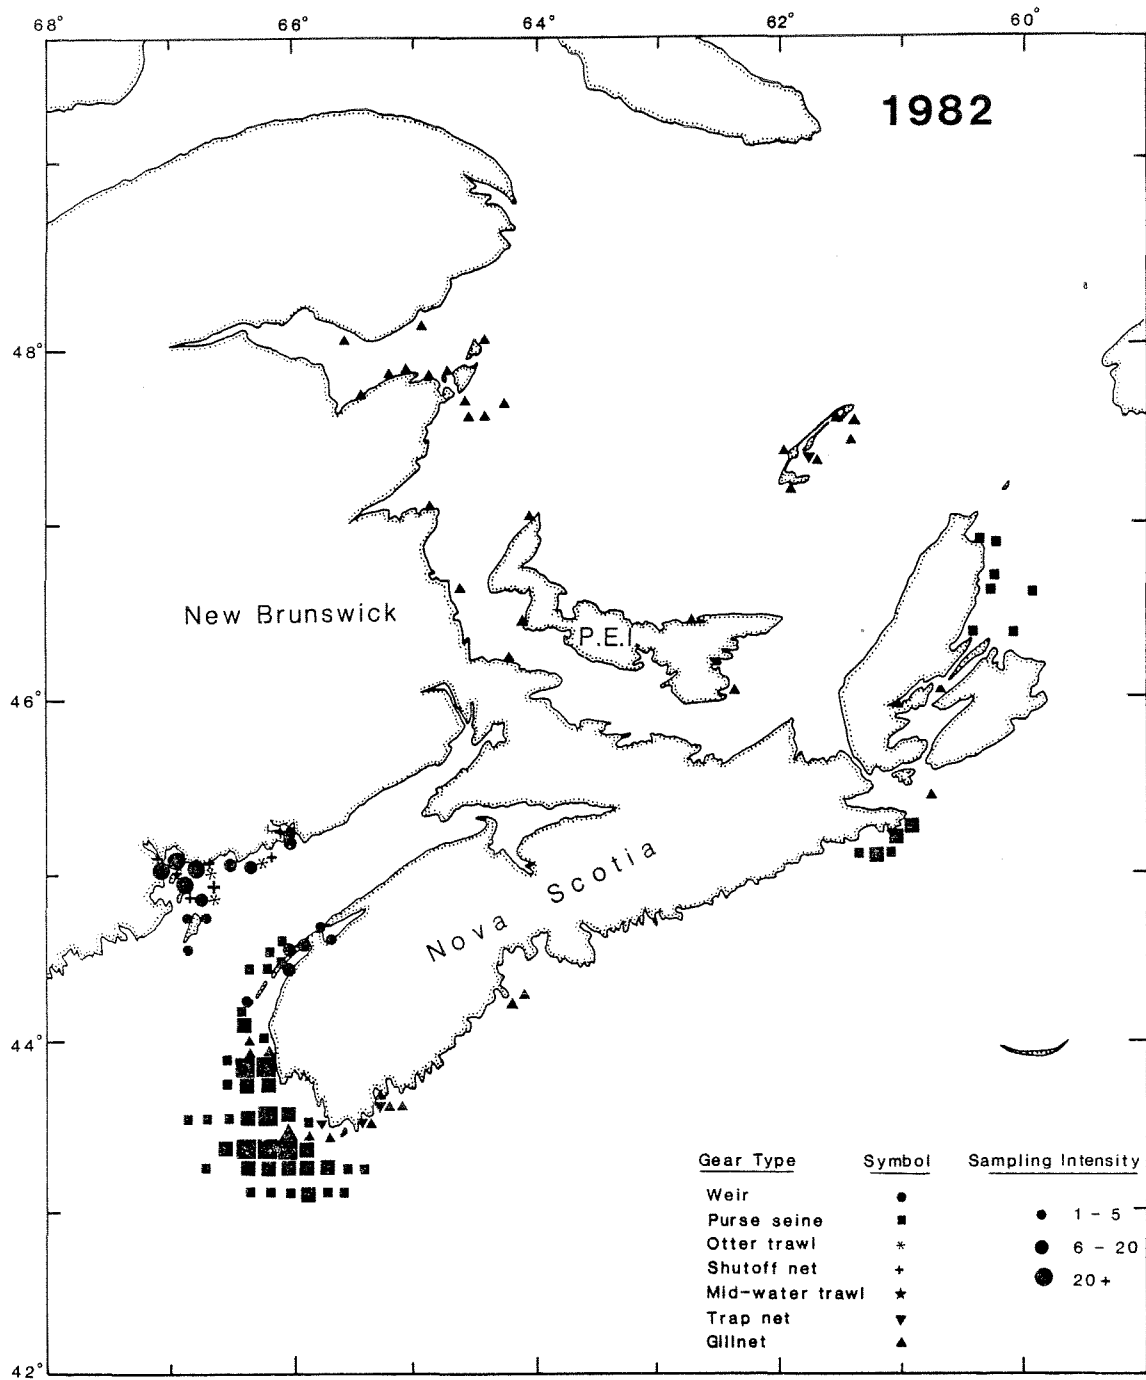 68° 66° 64° 62° 60°
1982
48°
New Brunswick
P.E.I.
46°
Nova Scotia
44°
Gear Type Symbol Sampling Intensity
Weir 1 - 5
Purse seine
Otter trawl 6 - 20
Shutoff net
Mid-water trawl 20+
Trap net
Gillnet
42°